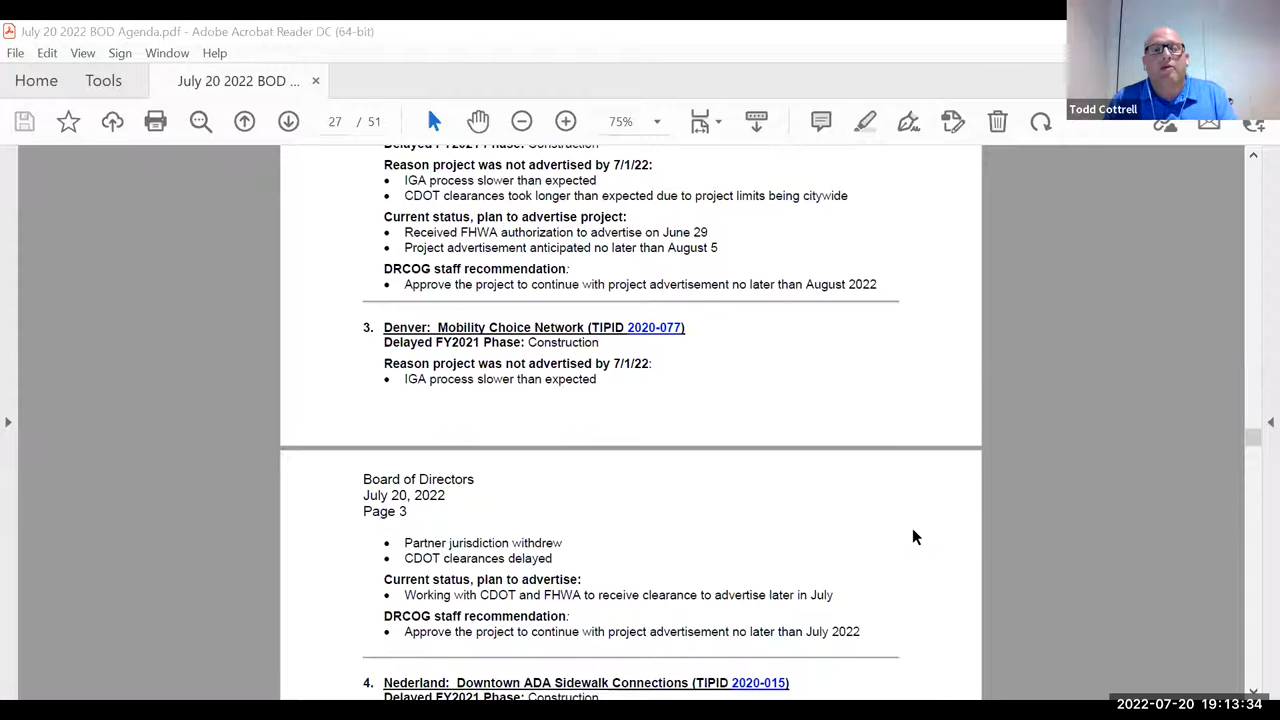 July 20 2022 BOD Agenda.pdf - Adobe Acrobat Reader DC (64-bit)
File Edit View Sign Window Help
Home Tools July 20 2022 BOD ... ×
27 / 51 75%
Todd Cottrell
Delayed FY2021 Phase: Construction
Reason project was not advertised by 7/1/22:
• IGA process slower than expected
• CDOT clearances took longer than expected due to project limits being citywide
Current status, plan to advertise project:
• Received FHWA authorization to advertise on June 29
• Project advertisement anticipated no later than August 5
DRCOG staff recommendation:
• Approve the project to continue with project advertisement no later than August 2022
3. Denver: Mobility Choice Network (TIPID 2020-077)
Delayed FY2021 Phase: Construction
Reason project was not advertised by 7/1/22:
• IGA process slower than expected
Board of Directors
July 20, 2022
Page 3
• Partner jurisdiction withdrew
• CDOT clearances delayed
Current status, plan to advertise:
• Working with CDOT and FHWA to receive clearance to advertise later in July
DRCOG staff recommendation:
• Approve the project to continue with project advertisement no later than July 2022
4. Nederland: Downtown ADA Sidewalk Connections (TIPID 2020-015)
Delayed FY2021 Phase: Construction
2022-07-20 19:13:34